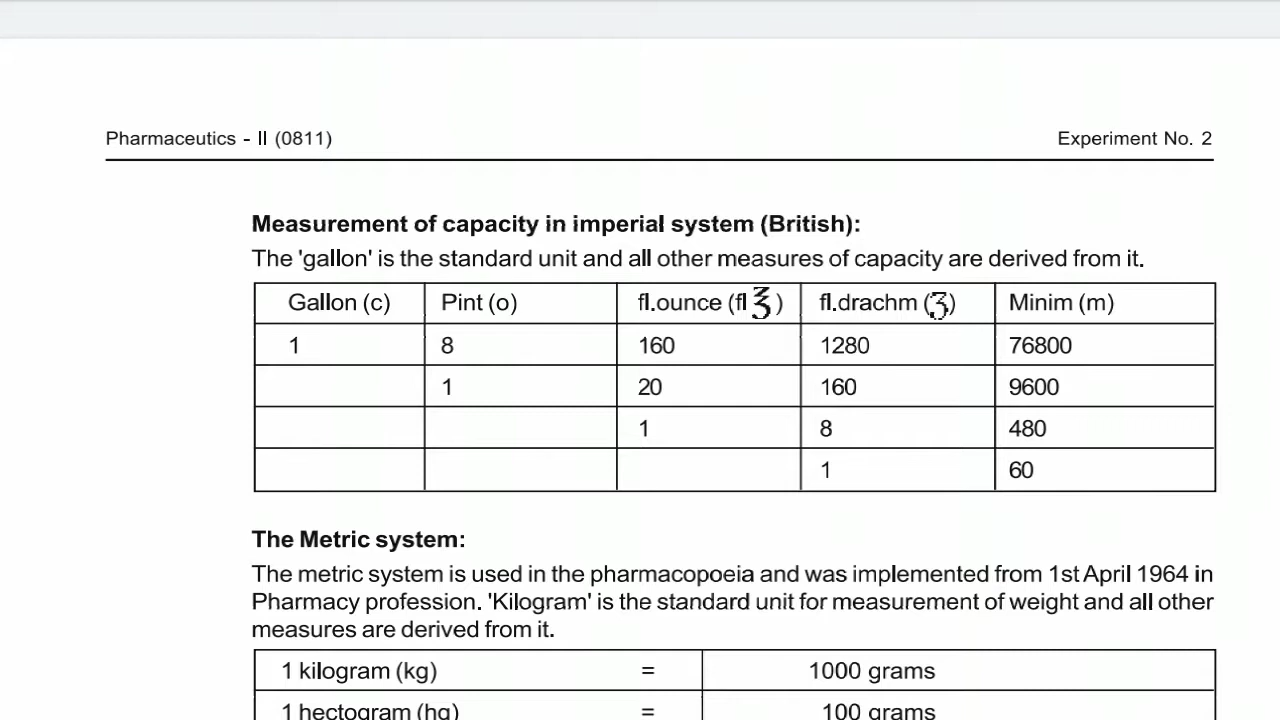 Pharmaceutics - II (0811) Experiment No. 2
Measurement of capacity in imperial system (British):
The 'gallon' is the standard unit and all other measures of capacity are derived from it.
Gallon (c) Pint (o) fl.ounce (fl ℥) fl.drachm (ʒ) Minim (m)
1 8 160 1280 76800
1 20 160 9600
1 8 480
1 60
The Metric system:
The metric system is used in the pharmacopoeia and was implemented from 1st April 1964 in
Pharmacy profession. 'Kilogram' is the standard unit for measurement of weight and all other
measures are derived from it.
1 kilogram (kg) = 1000 grams
1 hectogram (hg) = 100 grams